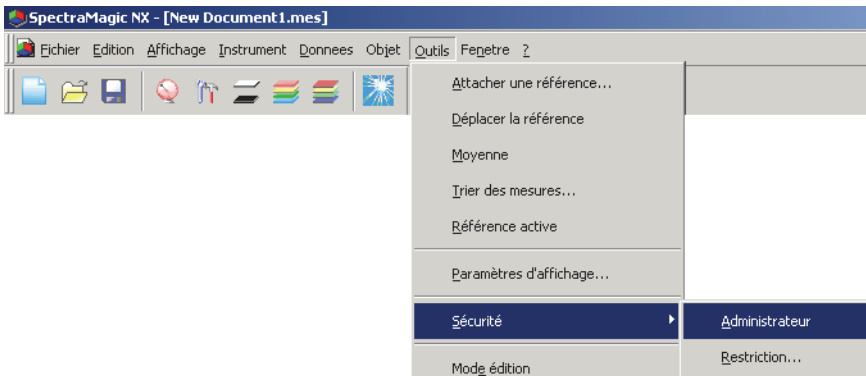 SpectraMagic NX - [New Document1.mes]
Fichier Edition Affichage Instrument Donnees Objet Outils Fenetre ?
Attacher une référence...
Déplacer la référence
Moyenne
Trier des mesures...
Référence active
Paramètres d'affichage...
Sécurité
Administrateur
Restriction...
Mode édition